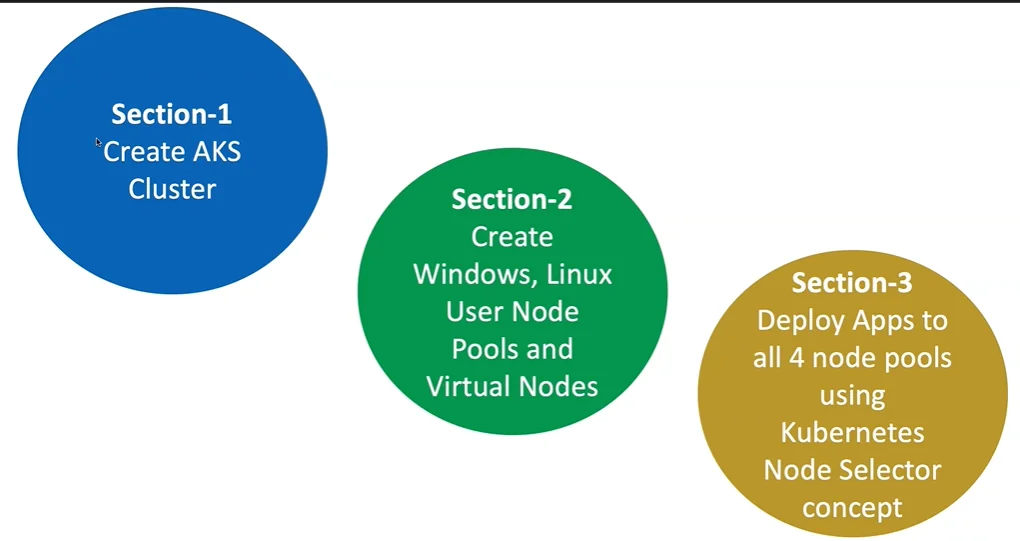 Section-1
Create AKS
Cluster
Section-2
Create
Windows, Linux
User Node
Pools and
Virtual Nodes
Section-3
Deploy Apps to
all 4 node pools
using
Kubernetes
Node Selector
concept